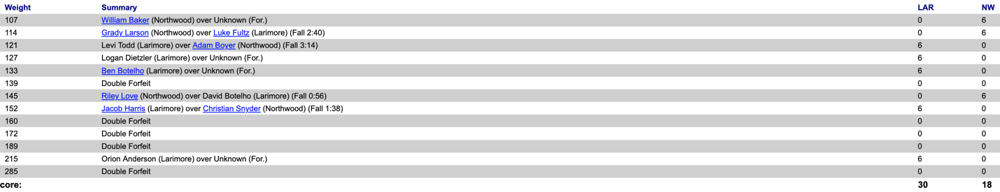 Weight Summary LAR NW
107 William Baker (Northwood) over Unknown (For.) 0 6
114 Grady Larson (Northwood) over Luke Fultz (Larimore) (Fall 2:40) 0 6
121 Levi Todd (Larimore) over Adam Boyer (Northwood) (Fall 3:14) 6 0
127 Logan Dietzler (Larimore) over Unknown (For.) 6 0
133 Ben Botelho (Larimore) over Unknown (For.) 6 0
139 Double Forfeit 0 0
145 Riley Love (Northwood) over David Botelho (Larimore) (Fall 0:56) 0 6
152 Jacob Harris (Larimore) over Christian Snyder (Northwood) (Fall 1:38) 6 0
160 Double Forfeit 0 0
172 Double Forfeit 0 0
189 Double Forfeit 0 0
215 Orion Anderson (Larimore) over Unknown (For.) 6 0
285 Double Forfeit 0 0
core: 30 18